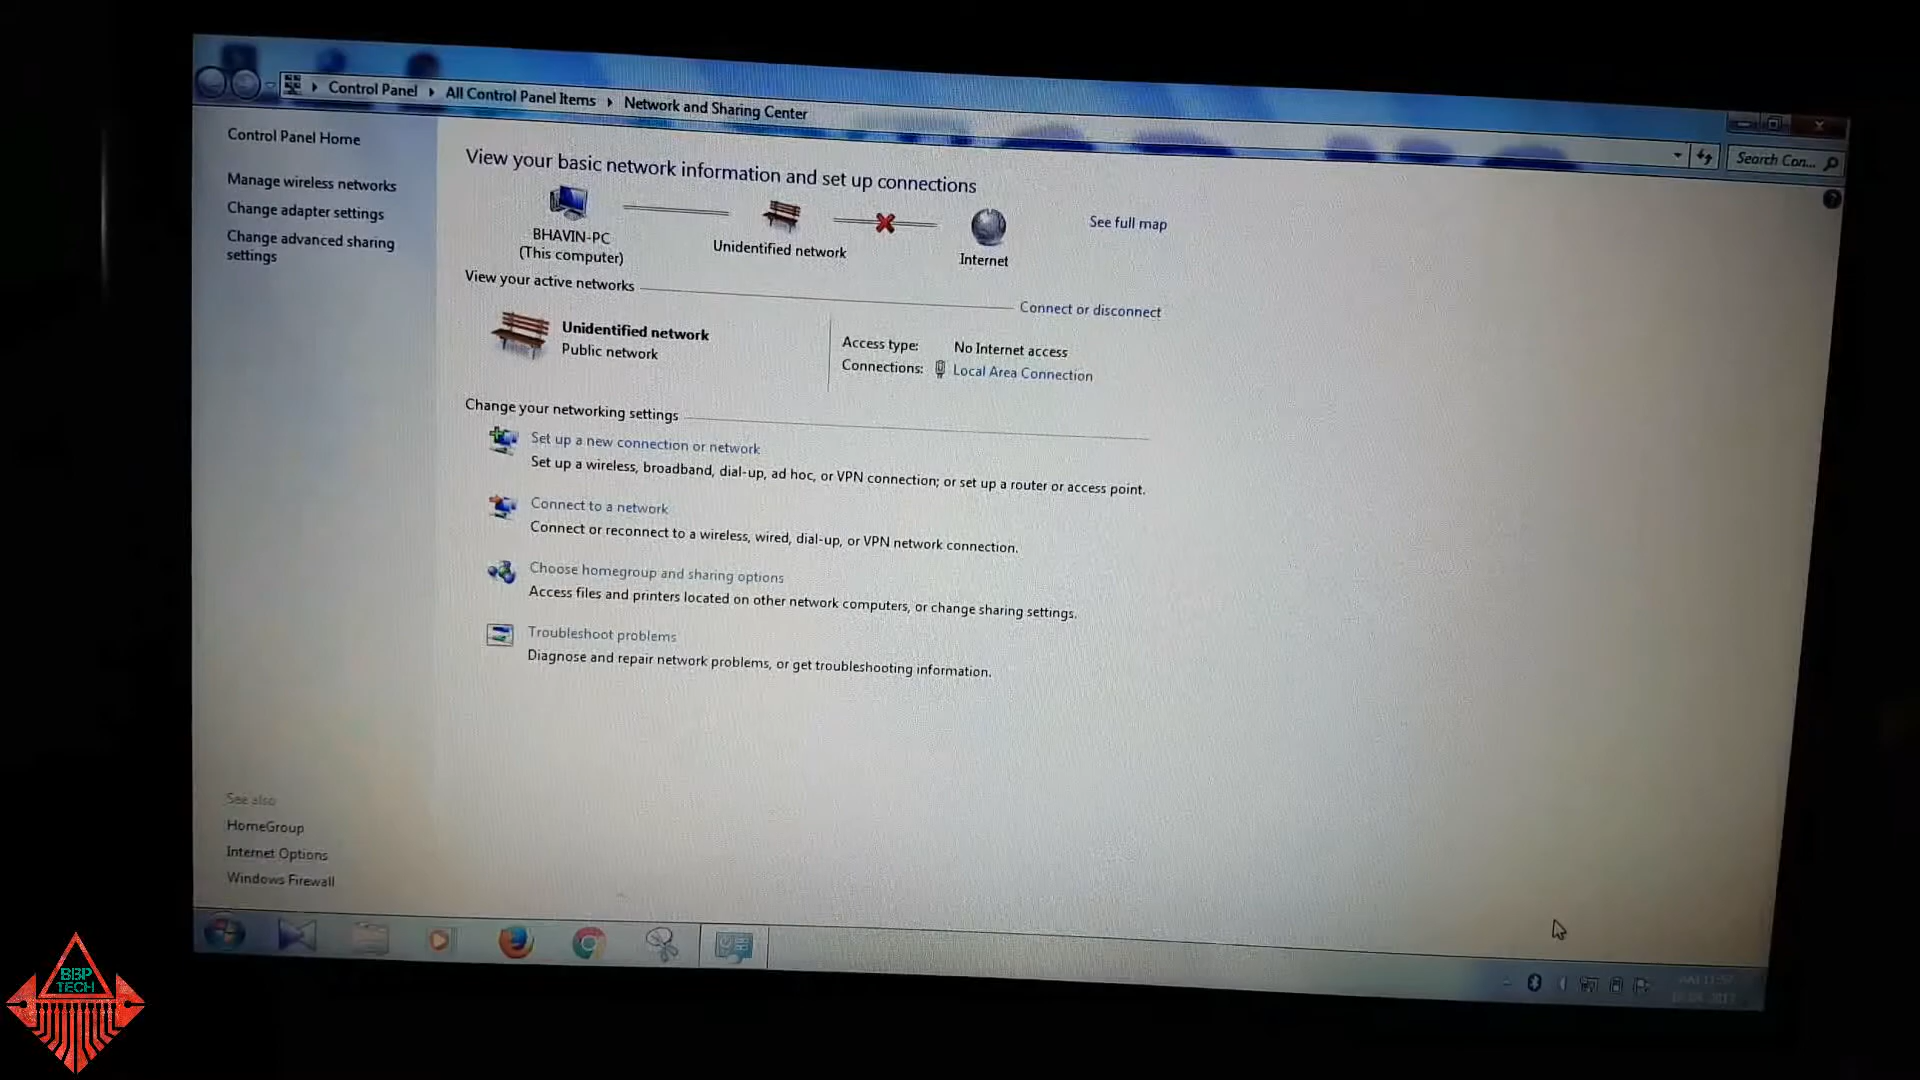 Control Panel
All Control Panel Items
Network and Sharing Center
Search Con...
Control Panel Home
Manage wireless networks
Change adapter settings
Change advanced sharing
settings
View your basic network information and set up connections
BHAVIN-PC
(This computer)
Unidentified network
Internet
See full map
View your active networks
Connect or disconnect
Unidentified network
Public network
Access type: No Internet access
Connections: Local Area Connection
Change your networking settings
Set up a new connection or network
Set up a wireless, broadband, dial-up, ad hoc, or VPN connection; or set up a router or access point.
Connect to a network
Connect or reconnect to a wireless, wired, dial-up, or VPN network connection.
Choose homegroup and sharing options
Access files and printers located on other network computers, or change sharing settings.
Troubleshoot problems
Diagnose and repair network problems, or get troubleshooting information.
See also
HomeGroup
Internet Options
Windows Firewall
BBP
TECH